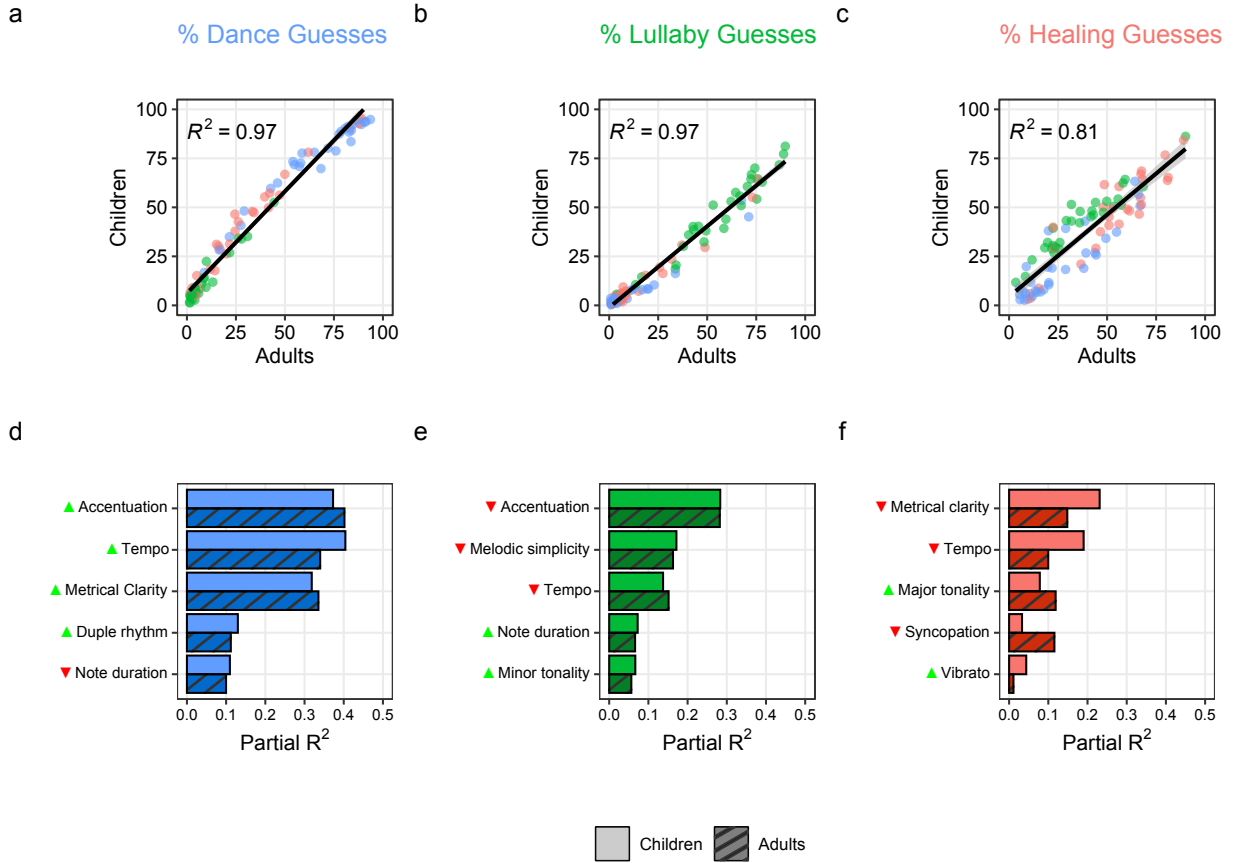 a
% Dance Guesses
R² = 0.97
100
75
50
25
0
Children
0 25 50 75 100
Adults
b
% Lullaby Guesses
R² = 0.97
100
75
50
25
0
Children
0 25 50 75 100
Adults
c
% Healing Guesses
R² = 0.81
100
75
50
25
0
Children
0 25 50 75 100
Adults
d
▲ Accentuation
▲ Tempo
▲ Metrical Clarity
▲ Duple rhythm
▼ Note duration
0.0 0.1 0.2 0.3 0.4 0.5
Partial R²
e
▼ Accentuation
▼ Melodic simplicity
▼ Tempo
▲ Note duration
▲ Minor tonality
0.0 0.1 0.2 0.3 0.4 0.5
Partial R²
f
▼ Metrical clarity
▼ Tempo
▲ Major tonality
▼ Syncopation
▲ Vibrato
0.0 0.1 0.2 0.3 0.4 0.5
Partial R²
Children Adults